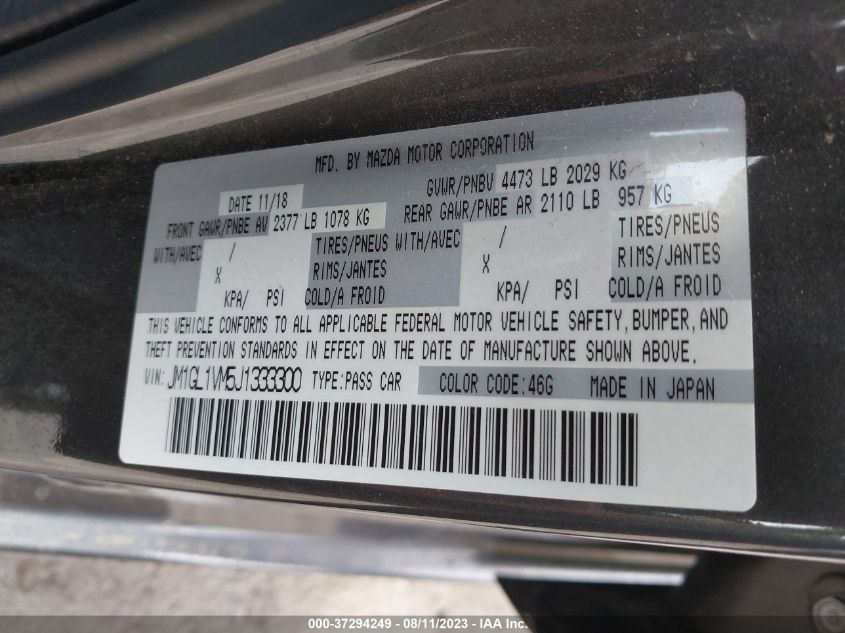 MFD. BY MAZDA MOTOR CORPORATION
DATE 11/18 GVWR/PNBV 4473 LB 2029 KG
FRONT GAWR/PNBE AV 2377 LB 1078 KG REAR GAWR/PNBE AR 2110 LB 957 KG
WITH/AVEC / TIRES/PNEUS WITH/AVEC / TIRES/PNEUS
X RIMS/JANTES X RIMS/JANTES
KPA/ PSI COLD/A FROID KPA/ PSI COLD/A FROID
THIS VEHICLE CONFORMS TO ALL APPLICABLE FEDERAL MOTOR VEHICLE SAFETY, BUMPER, AND
THEFT PREVENTION STANDARDS IN EFFECT ON THE DATE OF MANUFACTURE SHOWN ABOVE.
VIN: JM1GL1VM5J1333300 TYPE:PASS CAR COLOR CODE:46G MADE IN JAPAN
000-37294249 - 08/11/2023 - IAA Inc.